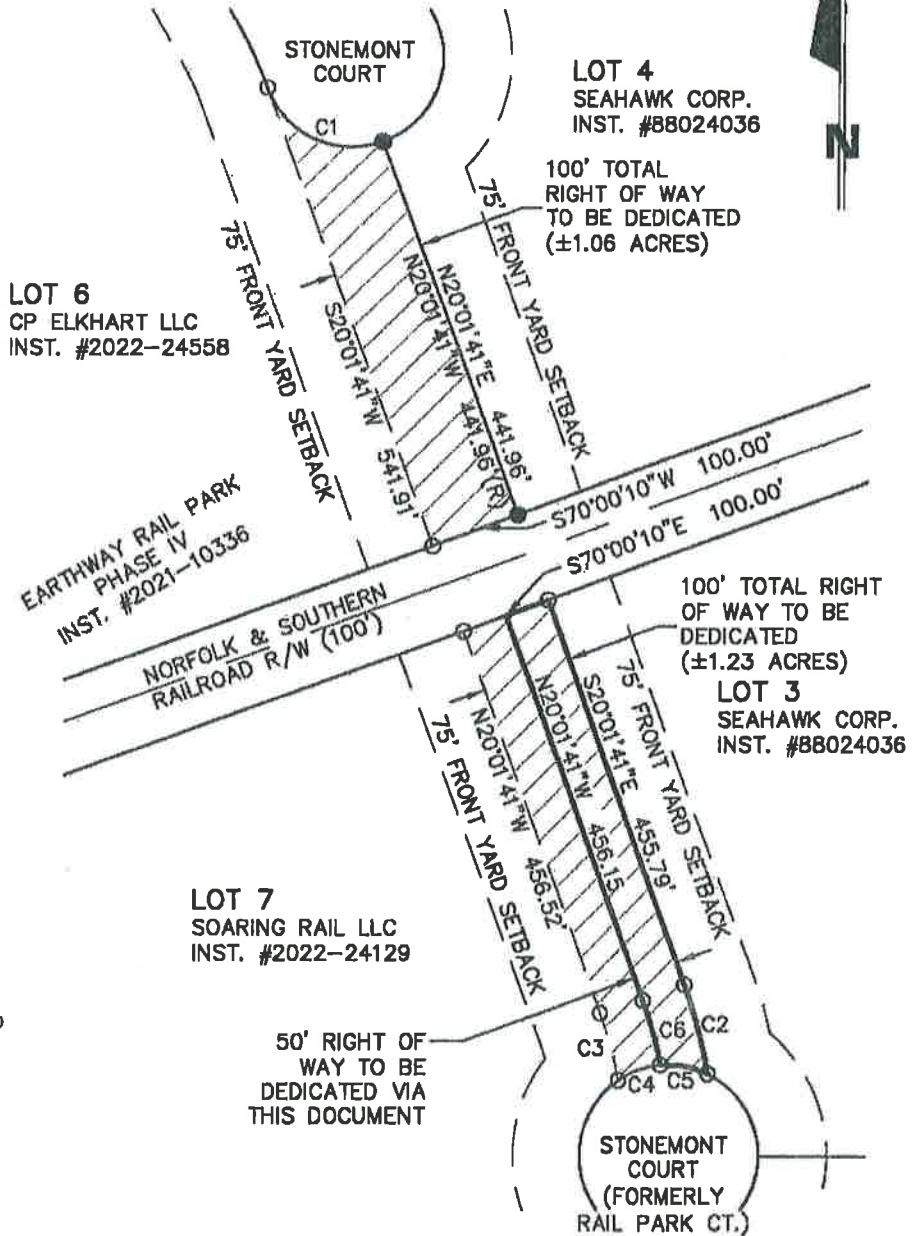 STONEMONT
COURT
C1
LOT 4
SEAHAWK CORP.
INST. #88024036
N
100' TOTAL
RIGHT OF WAY
TO BE DEDICATED
(±1.06 ACRES)
75' FRONT YARD SETBACK
75' FRONT YARD SETBACK
LOT 6
CP ELKHART LLC
INST. #2022-24558
S20°01'41"W 541.91'
N20°01'41"W 441.96'(R)
N20°01'41"E 441.96'
EARTHWAY RAIL PARK
PHASE IV
INST. #2021-10336
S70°00'10"W 100.00'
S70°00'10"E 100.00'
NORFOLK & SOUTHERN
RAILROAD R/W (100')
100' TOTAL RIGHT
OF WAY TO BE
DEDICATED
(±1.23 ACRES)
LOT 3
SEAHAWK CORP.
INST. #88024036
75' FRONT YARD SETBACK
75' FRONT YARD SETBACK
N20°01'41"W 456.52'
N20°01'41"W 456.15
S20°01'41"E 455.79'
LOT 7
SOARING RAIL LLC
INST. #2022-24129
50' RIGHT OF
WAY TO BE
DEDICATED VIA
THIS DOCUMENT
C3
C6
C2
C4
C5
STONEMONT
COURT
(FORMERLY
RAIL PARK CT.)